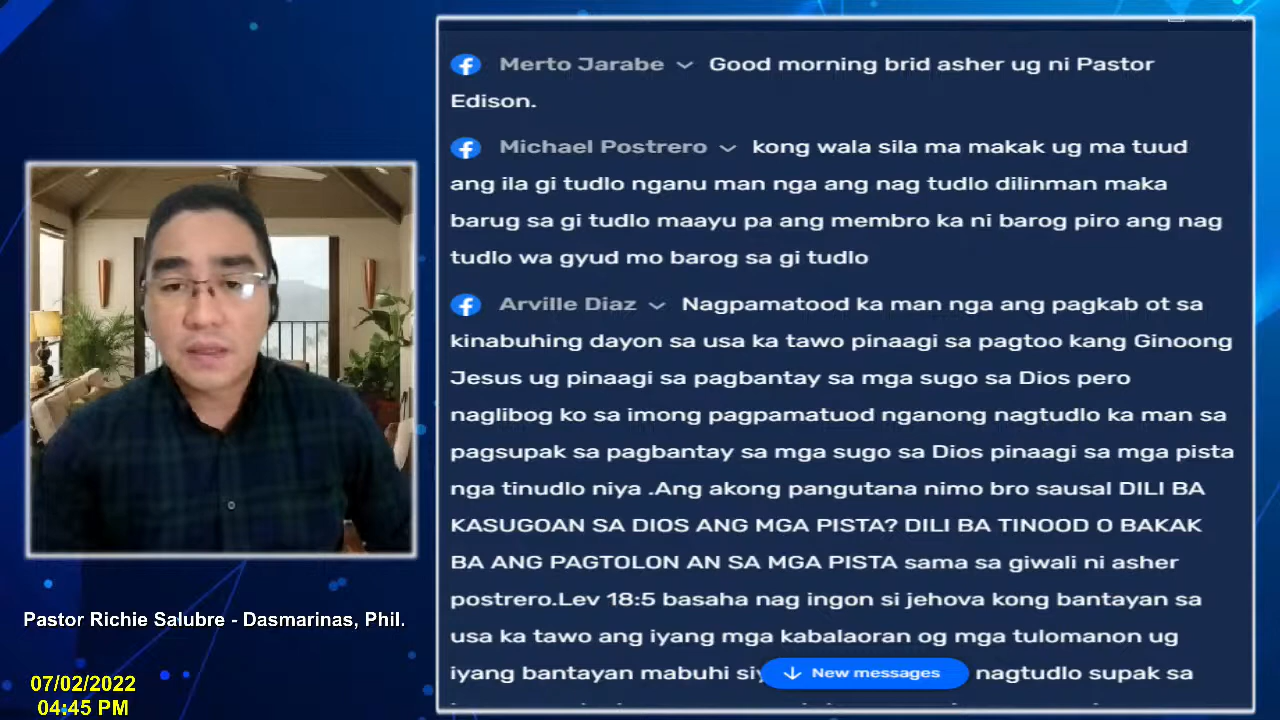 Merto Jarabe Good morning brid asher ug ni Pastor
Edison.
Michael Postrero kong wala sila ma makak ug ma tuud
ang ila gi tudlo nganu man nga ang nag tudlo dilinman maka
barug sa gi tudlo maayu pa ang membro ka ni barog piro ang nag
tudlo wa gyud mo barog sa gi tudlo
Arville Diaz Nagpamatood ka man nga ang pagkab ot sa
kinabuhing dayon sa usa ka tawo pinaagi sa pagtoo kang Ginoong
Jesus ug pinaagi sa pagbantay sa mga sugo sa Dios pero
naglibog ko sa imong pagpamatuod nganong nagtudlo ka man sa
pagsupak sa pagbantay sa mga sugo sa Dios pinaagi sa mga pista
nga tinudlo niya .Ang akong pangutana nimo bro sausal DILI BA
KASUGOAN SA DIOS ANG MGA PISTA? DILI BA TINOOD O BAKAK
BA ANG PAGTOLON AN SA MGA PISTA sama sa giwali ni asher
postrero.Lev 18:5 basaha nag ingon si jehova kong bantayan sa
usa ka tawo ang iyang mga kabalaoran og mga tulomanon ug
iyang bantayan mabuhi nagtudlo supak sa
New messages
Pastor Richie Salubre - Dasmarinas, Phil.
07/02/2022
04:45 PM